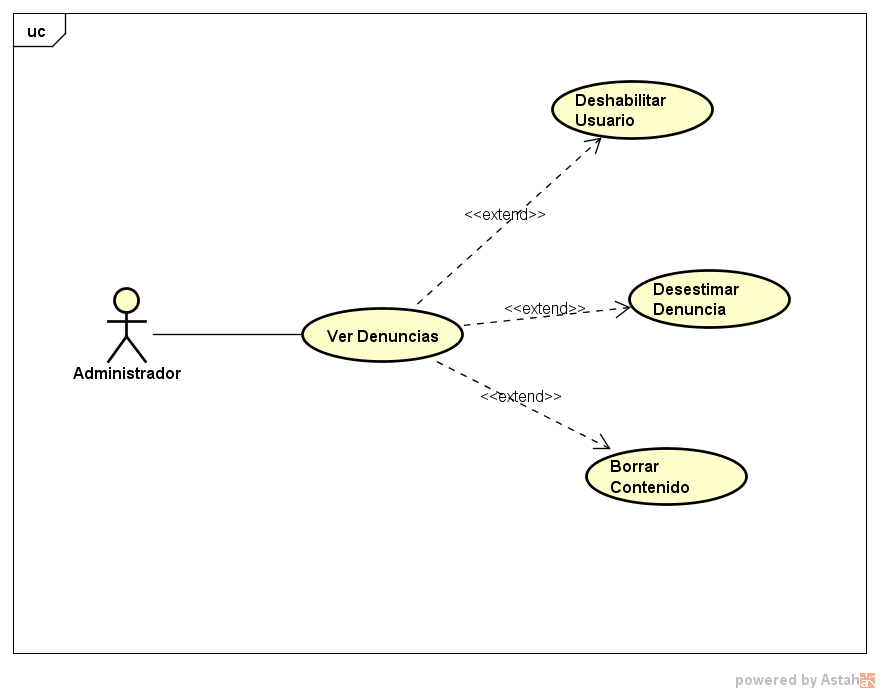 uc
Deshabilitar
Usuario
<<extend>>
Desestimar
Denuncia
<<extend>>
Ver Denuncias
Administrador
<<extend>>
Borrar
Contenido
powered by Astah